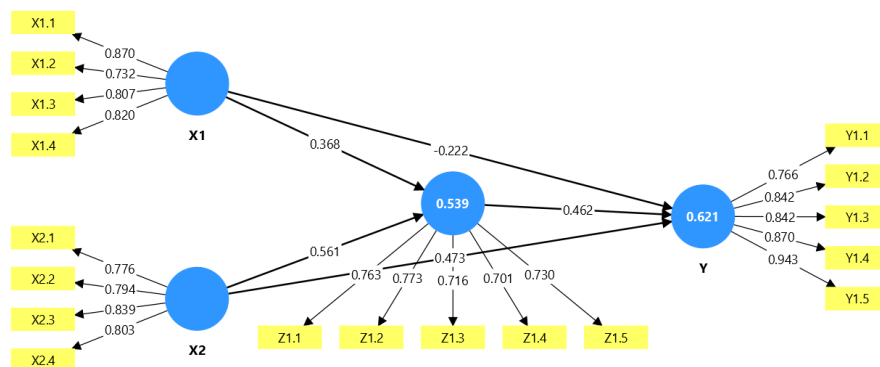 X1.1
X1.2
X1.3
X1.4
0.870
0.732
0.807
0.820
X1
0.368
-0.222
X2.1
X2.2
X2.3
X2.4
0.776
0.794
0.839
0.803
X2
0.561
0.473
0.539
0.462
0.763
0.773
0.716
0.701
0.730
Z1.1
Z1.2
Z1.3
Z1.4
Z1.5
0.621
Y
0.766
0.842
0.842
0.870
0.943
Y1.1
Y1.2
Y1.3
Y1.4
Y1.5